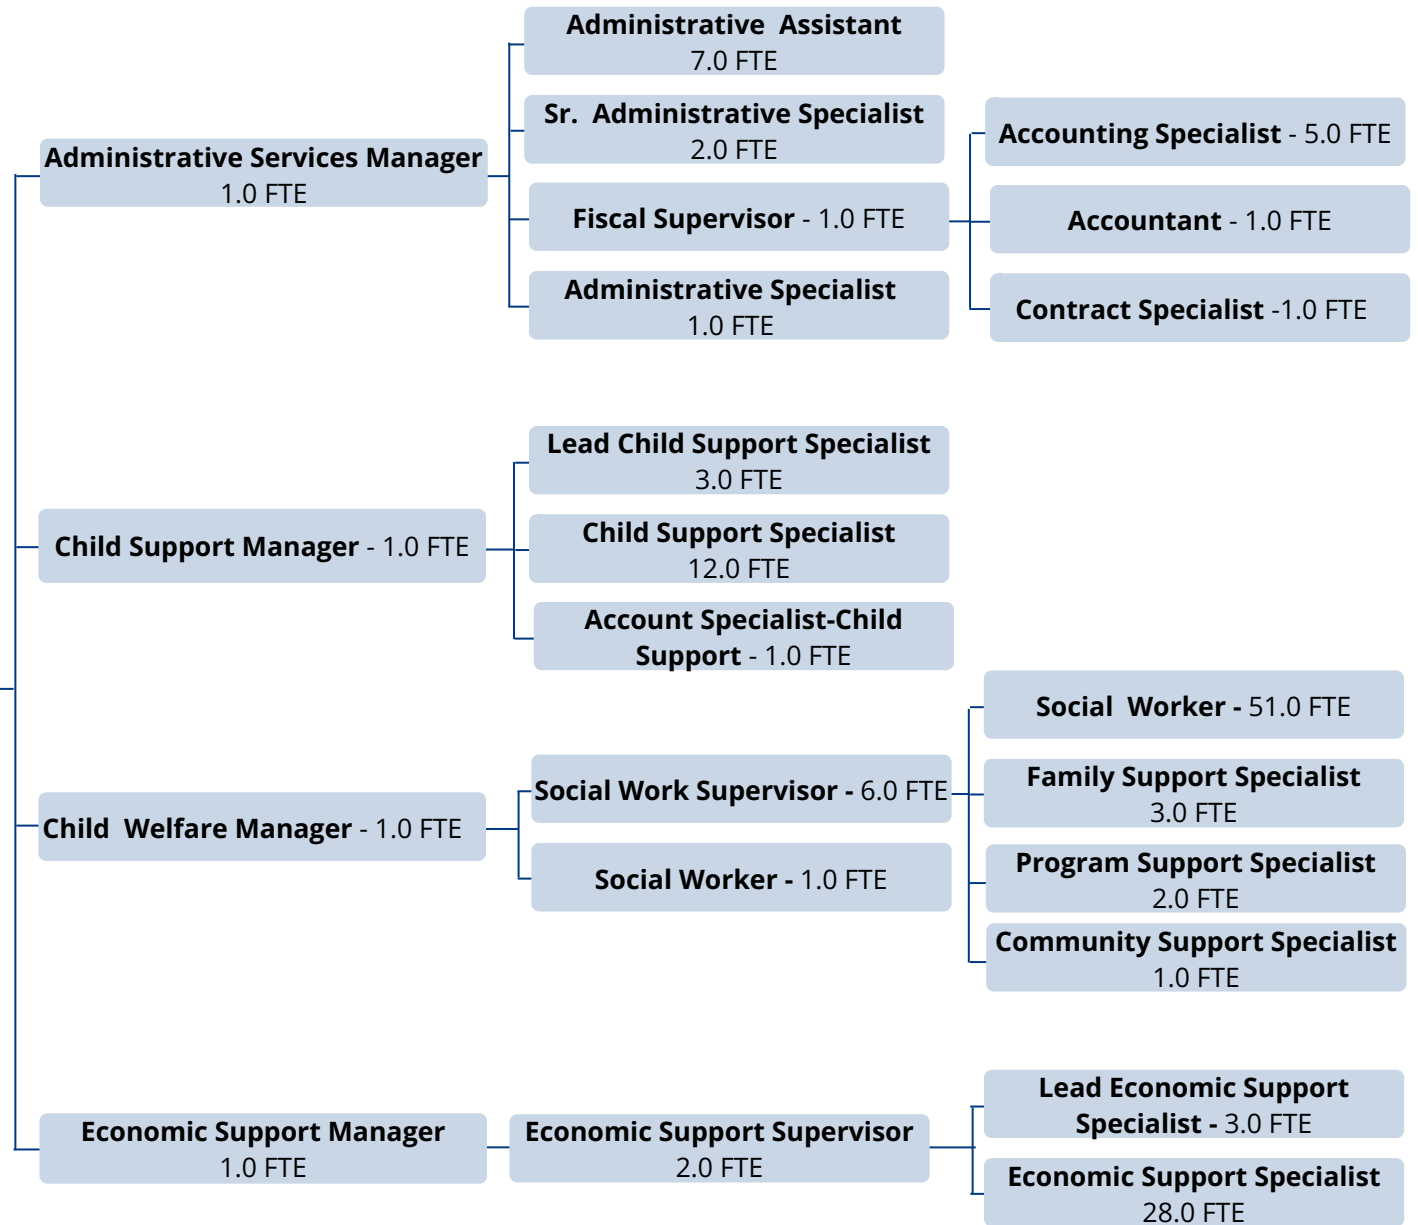 Administrative Assistant
7.0 FTE
Sr. Administrative Specialist
2.0 FTE
Administrative Services Manager
1.0 FTE
Fiscal Supervisor - 1.0 FTE
Administrative Specialist
1.0 FTE
Accounting Specialist - 5.0 FTE
Accountant - 1.0 FTE
Contract Specialist -1.0 FTE
Child Support Manager - 1.0 FTE
Lead Child Support Specialist
3.0 FTE
Child Support Specialist
12.0 FTE
Account Specialist-Child
Support - 1.0 FTE
Child Welfare Manager - 1.0 FTE
Social Work Supervisor - 6.0 FTE
Social Worker - 1.0 FTE
Social Worker - 51.0 FTE
Family Support Specialist
3.0 FTE
Program Support Specialist
2.0 FTE
Community Support Specialist
1.0 FTE
Economic Support Manager
1.0 FTE
Economic Support Supervisor
2.0 FTE
Lead Economic Support
Specialist - 3.0 FTE
Economic Support Specialist
28.0 FTE